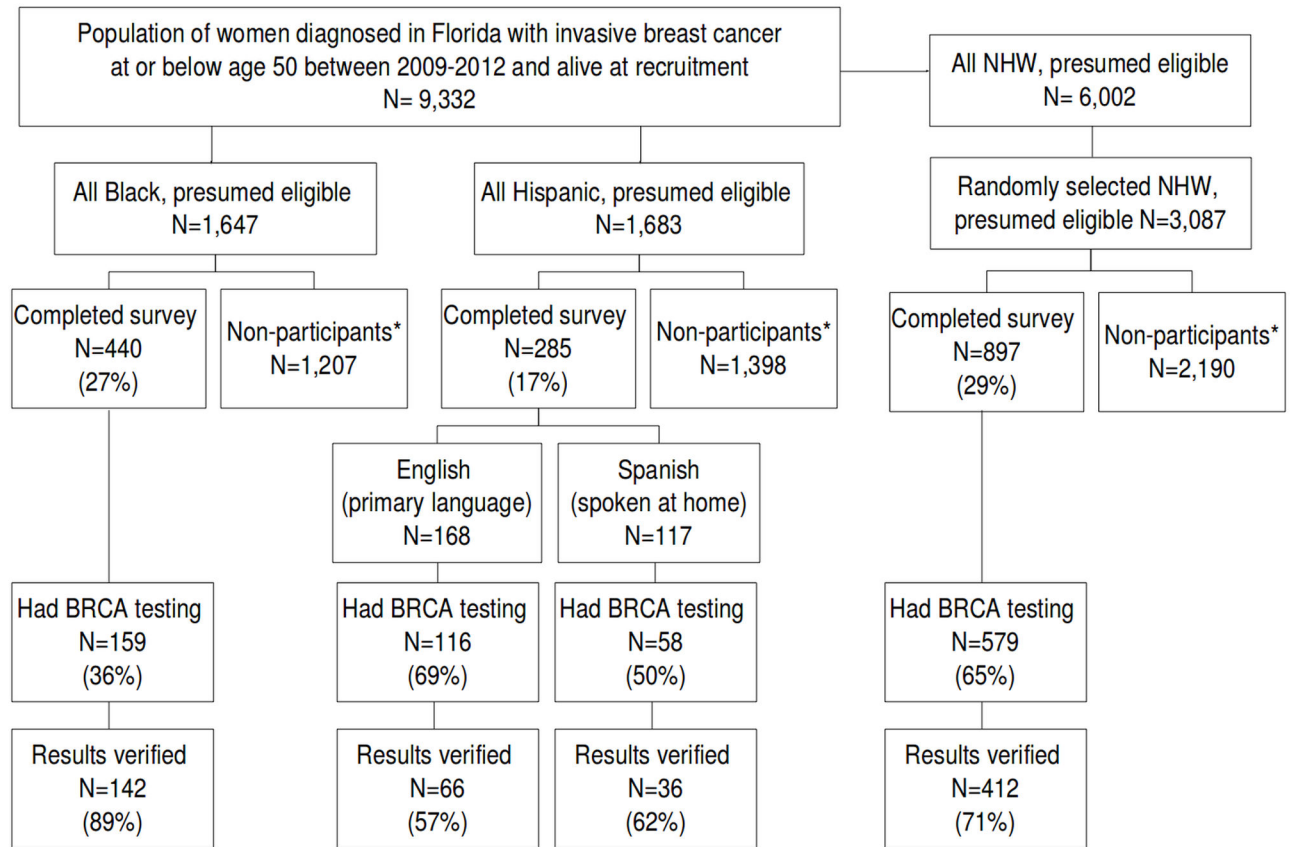 Population of women diagnosed in Florida with invasive breast cancer
at or below age 50 between 2009-2012 and alive at recruitment
N= 9,332
All NHW, presumed eligible
N= 6,002
All Black, presumed eligible
N=1,647
All Hispanic, presumed eligible
N=1,683
Randomly selected NHW,
presumed eligible N=3,087
Completed survey
N=440
(27%)
Non-participants*
N=1,207
Completed survey
N=285
(17%)
Non-participants*
N=1,398
Completed survey
N=897
(29%)
Non-participants*
N=2,190
English
(primary language)
N=168
Spanish
(spoken at home)
N=117
Had BRCA testing
N=159
(36%)
Had BRCA testing
N=116
(69%)
Had BRCA testing
N=58
(50%)
Had BRCA testing
N=579
(65%)
Results verified
N=142
(89%)
Results verified
N=66
(57%)
Results verified
N=36
(62%)
Results verified
N=412
(71%)